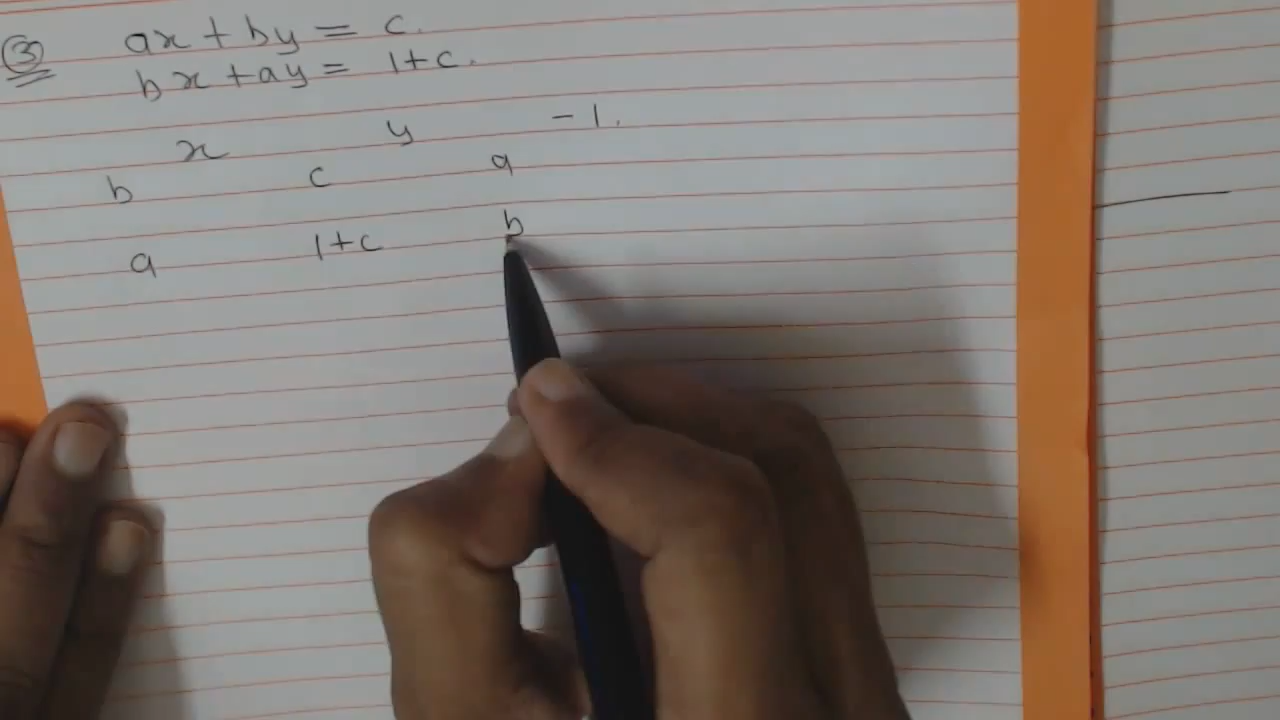 ③ ax + by = c.
bx + ay = 1+c.
x y -1.
b c a
a 1+c b